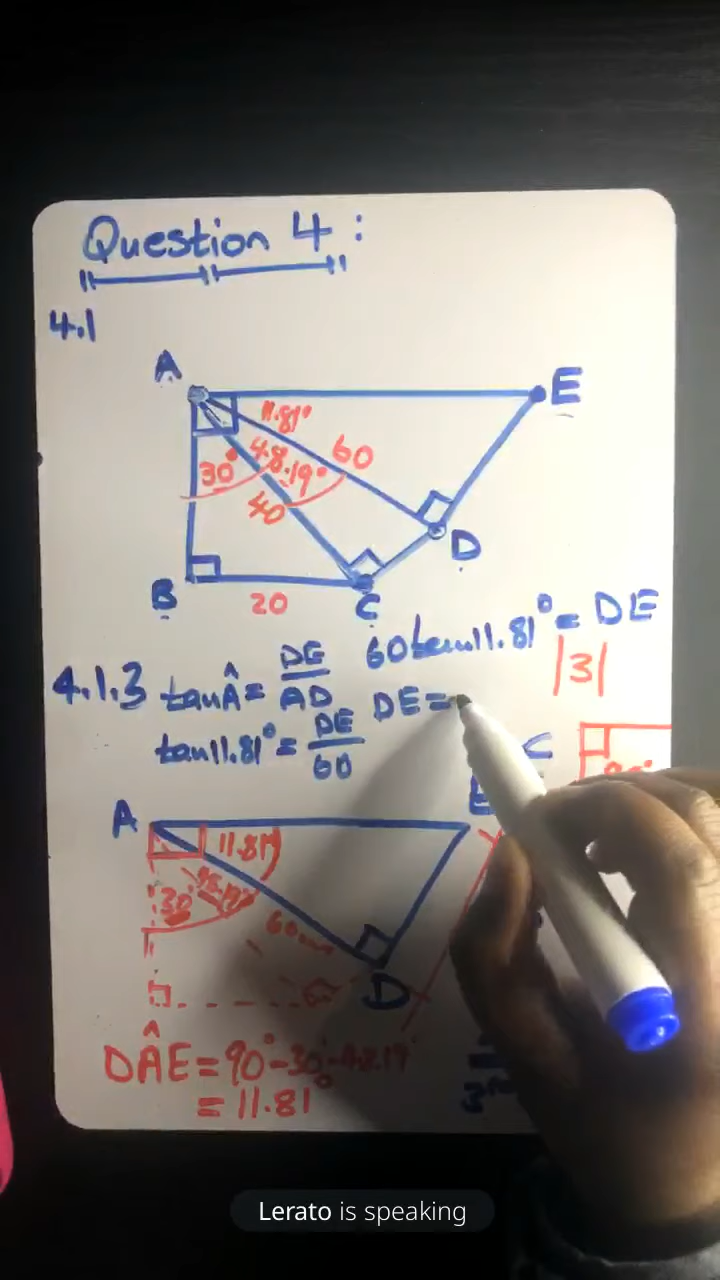 Question 4:
4.1
A
E
11.81°
30°
48.19°
60
40
D
B
20
C
60tan11.81° = DE
4.1.3 tanÂ = DE/AD
DE =
|3|
tan11.81° = DE/60
C
A
E
11.81°
30°
48.19°
60
D
DÂE = 90° - 30° - 48.19°
= 11.81°
Lerato is speaking